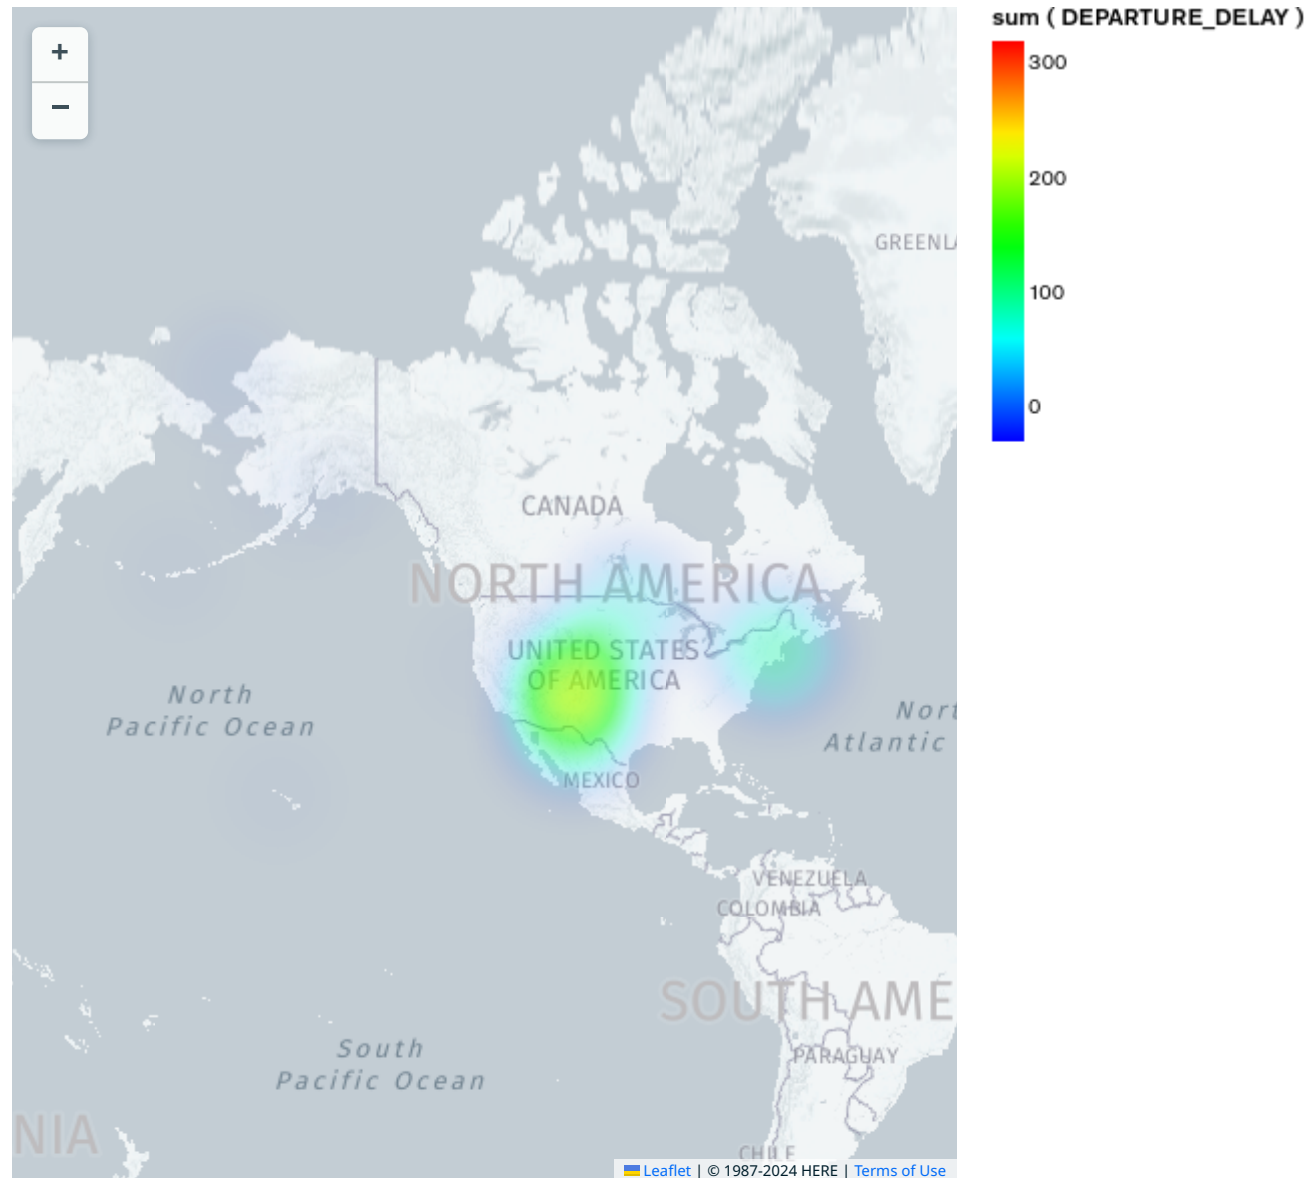 sum ( DEPARTURE_DELAY )
+
−
300
200
100
0
GREENLA
CANADA
NORTH AMERICA
UNITED STATES
OF AMERICA
North
Pacific Ocean
Nort
Atlantic
MEXICO
VENEZUELA
COLOMBIA
SOUTH AME
South
Pacific Ocean
PARAGUAY
NIA
CHILE
Leaflet | © 1987-2024 HERE | Terms of Use